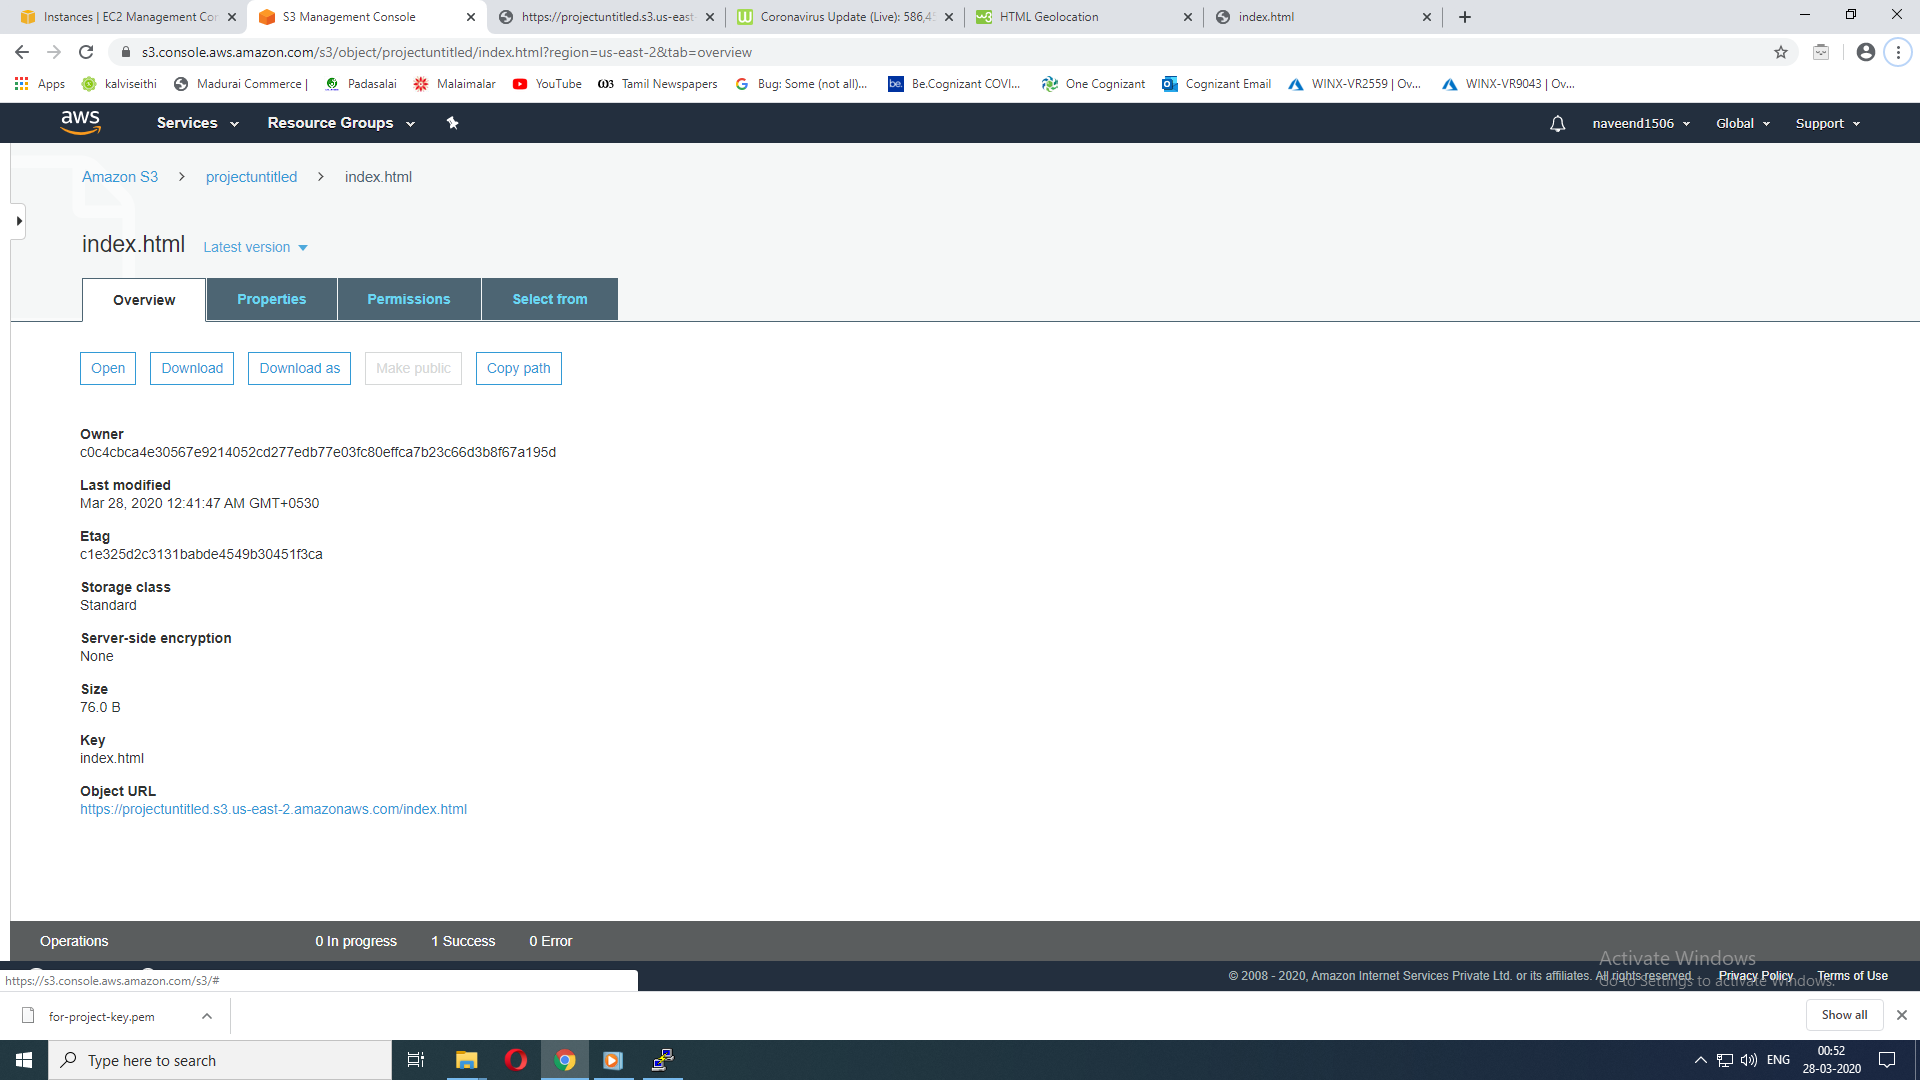 Instances | EC2 Management Con
S3 Management Console
https://projectuntitled.s3.us-east-
Coronavirus Update (Live): 586,4
HTML Geolocation
index.html
s3.console.aws.amazon.com/s3/object/projectuntitled/index.html?region=us-east-2&tab=overview
Apps
kalviseithi
Madurai Commerce |
Padasalai
Malaimalar
YouTube
Tamil Newspapers
Bug: Some (not all)...
Be.Cognizant COVI...
One Cognizant
Cognizant Email
WINX-VR2559 | Ov...
WINX-VR9043 | Ov...
aws
Services
Resource Groups
naveend1506
Global
Support
Amazon S3 > projectuntitled > index.html
index.html Latest version
Overview
Properties
Permissions
Select from
Open
Download
Download as
Make public
Copy path
Owner
c0c4cbca4e30567e9214052cd277edb77e03fc80effca7b23c66d3b8f67a195d
Last modified
Mar 28, 2020 12:41:47 AM GMT+0530
Etag
c1e325d2c3131babde4549b30451f3ca
Storage class
Standard
Server-side encryption
None
Size
76.0 B
Key
index.html
Object URL
https://projectuntitled.s3.us-east-2.amazonaws.com/index.html
Operations
0 In progress
1 Success
0 Error
Activate Windows
Go to Settings to activate Windows.
© 2008 - 2020, Amazon Internet Services Private Ltd. or its affiliates. All rights reserved.
Privacy Policy
Terms of Use
https://s3.console.aws.amazon.com/s3/#
for-project-key.pem
Show all
Type here to search
ENG
00:52
28-03-2020